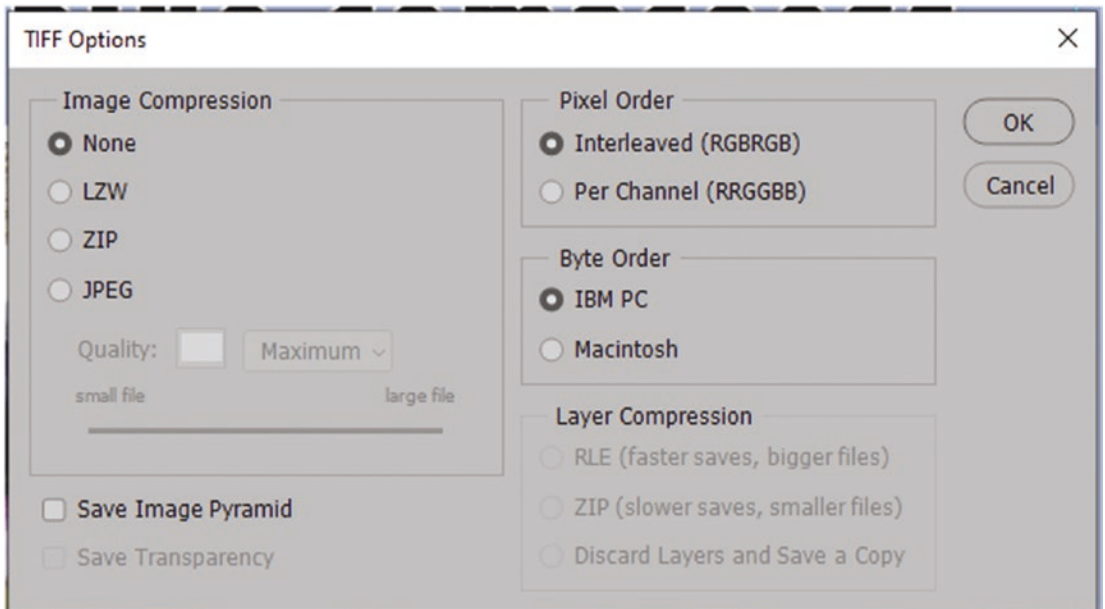 TIFF Options
Image Compression
None
LZW
ZIP
JPEG
Quality:
Maximum
small file
large file
Save Image Pyramid
Save Transparency
Pixel Order
Interleaved (RGBRGB)
Per Channel (RRGGBB)
Byte Order
IBM PC
Macintosh
Layer Compression
RLE (faster saves, bigger files)
ZIP (slower saves, smaller files)
Discard Layers and Save a Copy
OK
Cancel